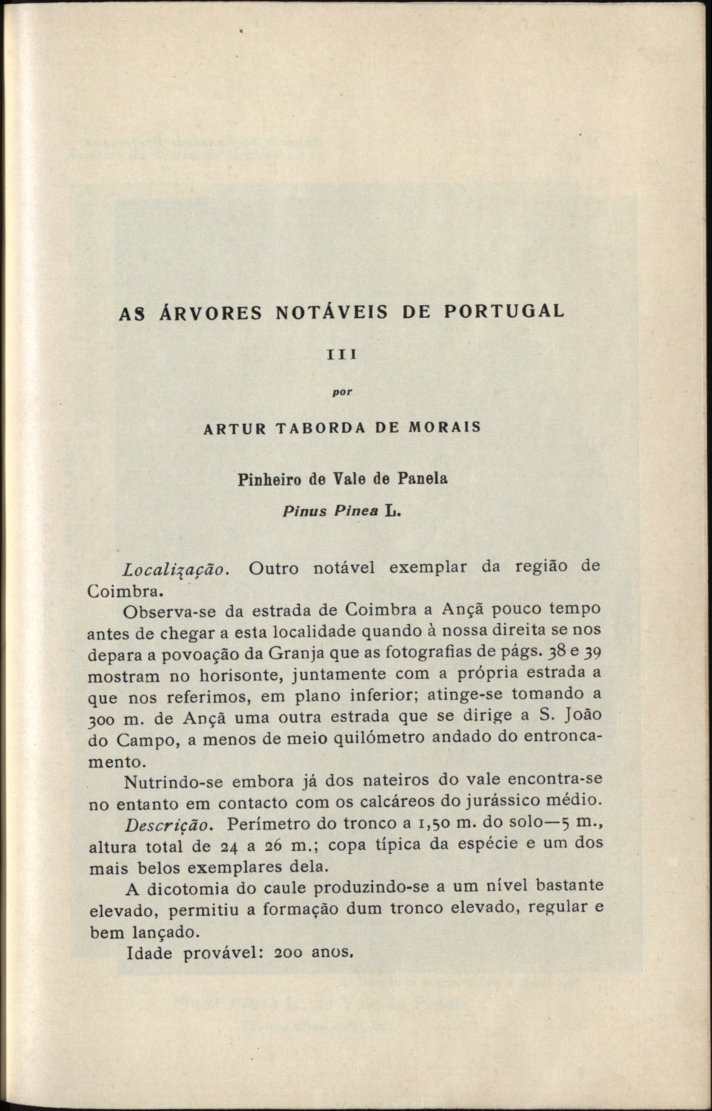 AS ÁRVORES NOTÁVEIS DE PORTUGAL
III
por
ARTUR TABORDA DE MORAIS
Pinheiro de Vale de Panela
Pinus Pinea L.
Localização. Outro notável exemplar da região de
Coimbra.
Observa-se da estrada de Coimbra a Ançã pouco tempo
antes de chegar a esta localidade quando à nossa direita se nos
depara a povoação da Granja que as fotografias de págs. 38 e 39
mostram no horisonte, juntamente com a própria estrada a
que nos referimos, em plano inferior; atinge-se tomando a
300 m. de Ançã uma outra estrada que se dirige a S. João
do Campo, a menos de meio quilómetro andado do entronca-
mento.
Nutrindo-se embora já dos nateiros do vale encontra-se
no entanto em contacto com os calcáreos do jurássico médio.
Descrição. Perímetro do tronco a 1,50 m. do solo—5 m.,
altura total de 24 a 26 m.; copa típica da espécie e um dos
mais belos exemplares dela.
A dicotomia do caule produzindo-se a um nível bastante
elevado, permitiu a formação dum tronco elevado, regular e
bem lançado.
Idade provável: 200 anos.